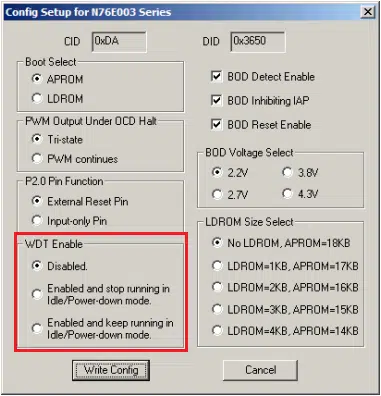 Config Setup for N76E003 Series
CID 0xDA DID 0x3650
Boot Select
APROM
LDROM
PWM Output Under OCD Halt
Tri-state
PWM continues
P2.0 Pin Function
External Reset Pin
Input-only Pin
WDT Enable
Disabled.
Enabled and stop running in
Idle/Power-down mode.
Enabled and keep running in
Idle/Power-down mode.
BOD Detect Enable
BOD Inhibiting IAP
BOD Reset Enable
BOD Voltage Select
2.2V 3.8V
2.7V 4.3V
LDROM Size Select
No LDROM, APROM=18KB
LDROM=1KB, APROM=17KB
LDROM=2KB, APROM=16KB
LDROM=3KB, APROM=15KB
LDROM=4KB, APROM=14KB
Write Config Cancel